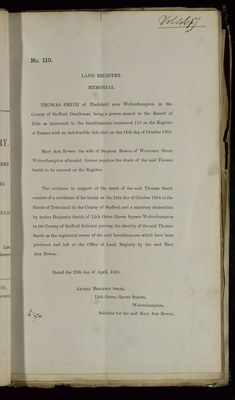 No. 110.
LAND REGISTRY.
MEMORIAL.
THOMAS SMITH of Finchfield near Wolverhampton in the
County of Stafford Gentleman being a person named in the Record of
Title as interested in the hereditaments numbered 110 on the Register
of Estates with an Indefeasible title died on the 18th day of October 1864.
Mary Ann Bowen the wife of Stephen Bowen of Worcester Street
Wolverhampton aforesaid Grocer requires the death of the said Thomas
Smith to be entered on the Register.
The evidence in support of the death of the said Thomas Smith
consists of a certificate of his burial on the day of October 1864 at the
Parish of Tettenhall in the County of Stafford and a statutory declaration
by Benjamin Smith of Lich Gates Queen Square Wolverhampton
in the County of Stafford Solicitor proving the identity of the said Thomas
Smith as the registered owner of the said hereditaments which have been
produced and left at the Office of Land Registry by the said Mary
Ann Bowen.
Dated the 20th day of April, 1865.
BENJAMIN SMITH,
Lich Gates, Queen Square,
Wolverhampton,
Solicitor for the said Mary Ann Bowen.